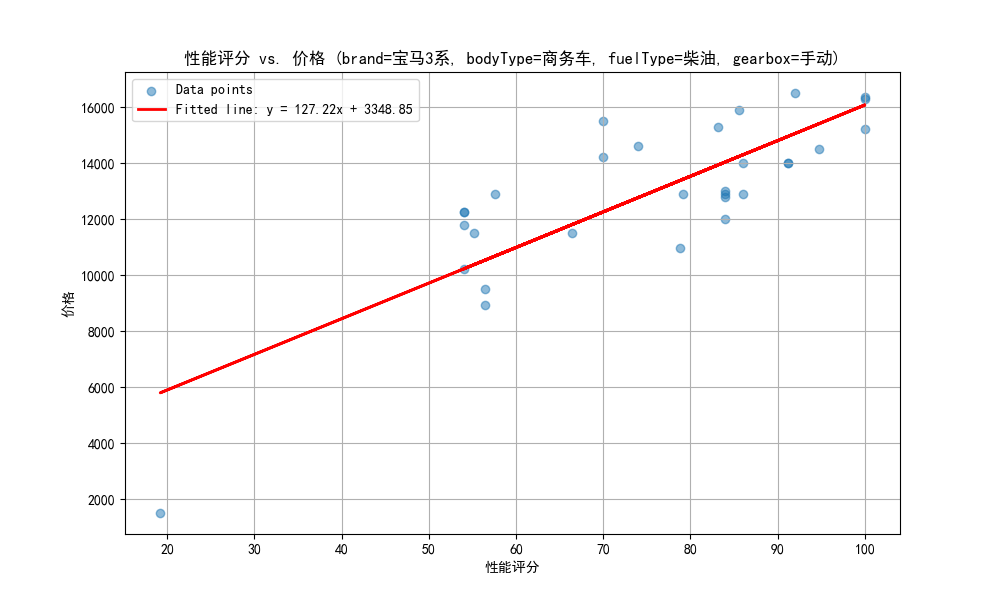 性能评分 vs. 价格 (brand=宝马3系, bodyType=商务车, fuelType=柴油, gearbox=手动)
Data points
Fitted line: y = 127.22x + 3348.85
16000
14000
12000
10000
8000
6000
4000
2000
价格
20 30 40 50 60 70 80 90 100
性能评分